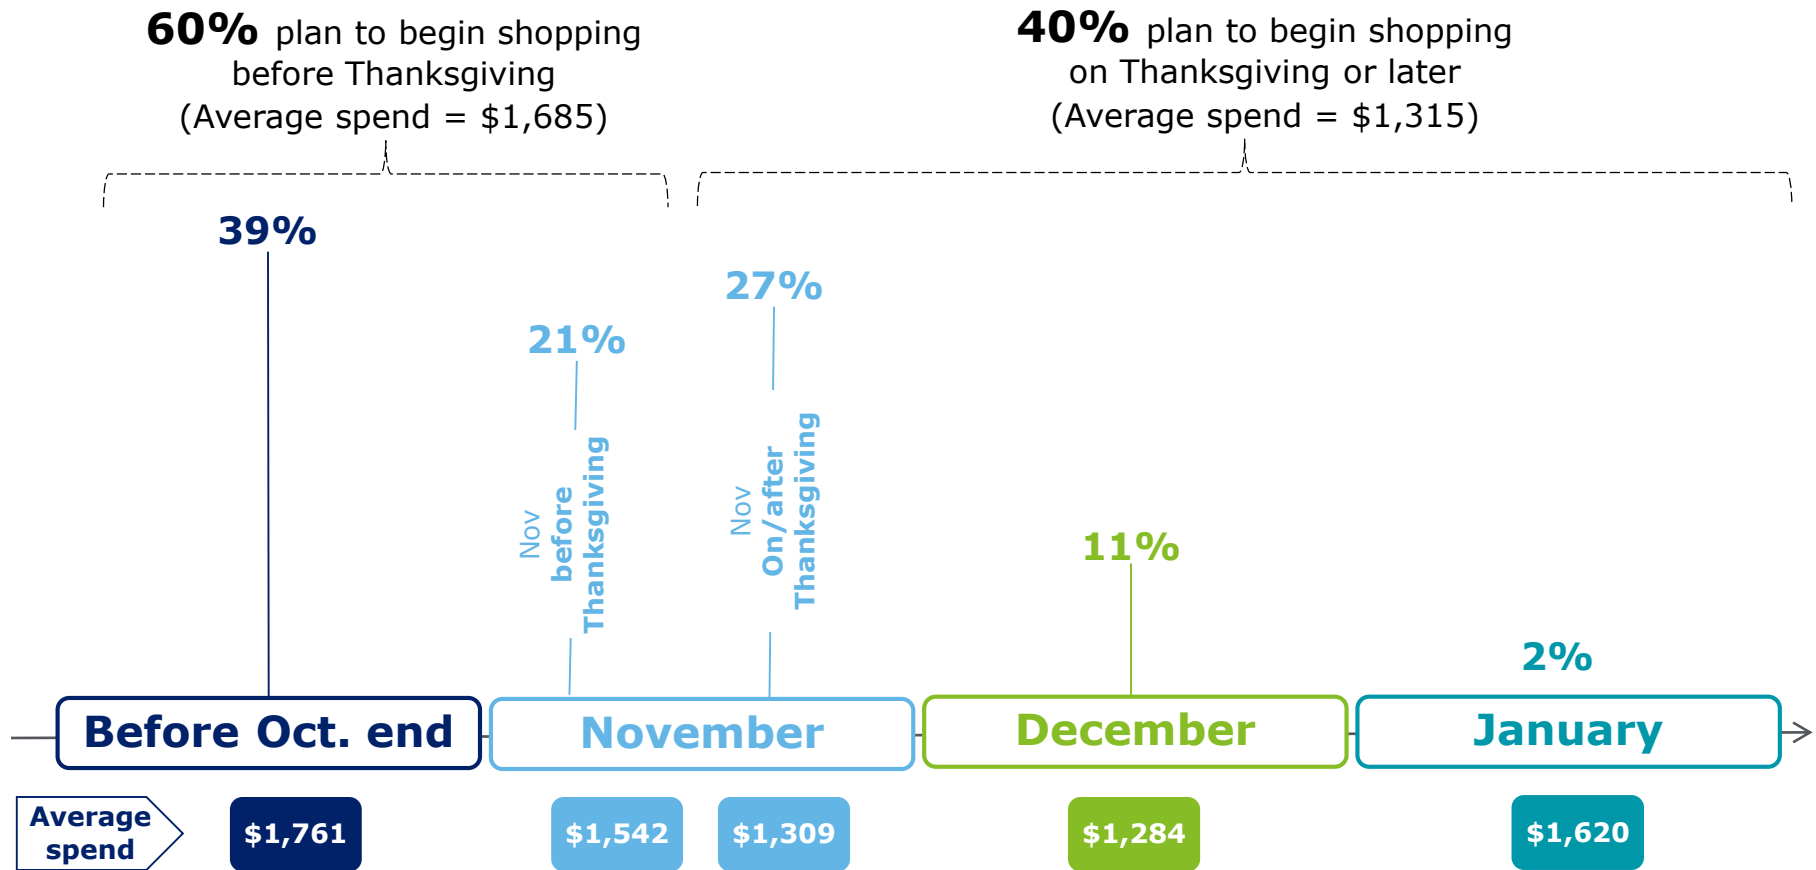 60% plan to begin shopping
before Thanksgiving
(Average spend = $1,685)
40% plan to begin shopping
on Thanksgiving or later
(Average spend = $1,315)
39%
21%
27%
11%
2%
Nov
before
Thanksgiving
Nov
On/after
Thanksgiving
Before Oct. end
November
December
January
Average
spend
$1,761
$1,542
$1,309
$1,284
$1,620